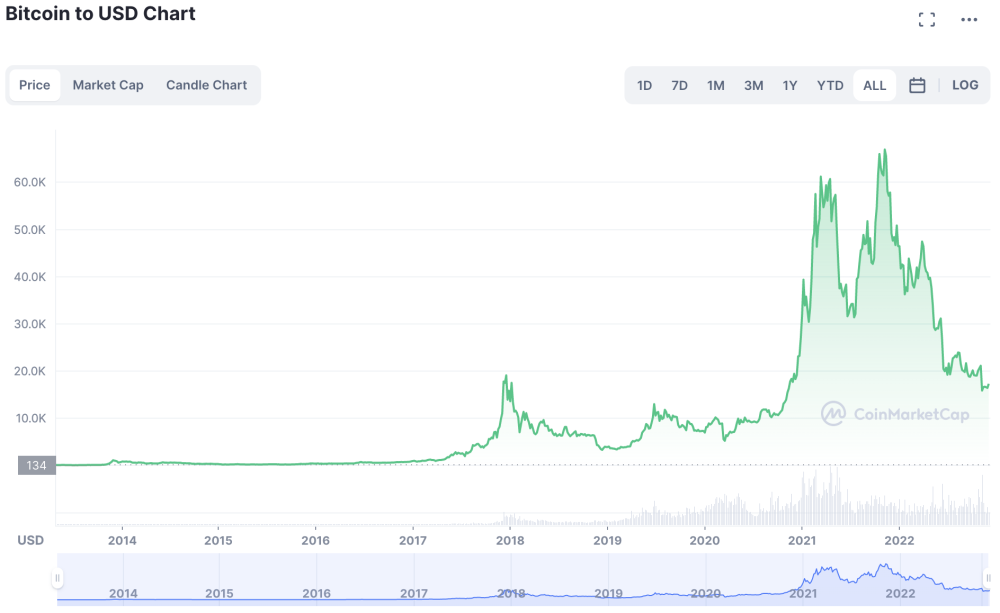 Bitcoin to USD Chart
Price Market Cap Candle Chart
1D 7D 1M 3M 1Y YTD ALL LOG
60.0K
50.0K
40.0K
30.0K
20.0K
10.0K
CoinMarketCap
134
USD 2014 2015 2016 2017 2018 2019 2020 2021 2022
2014 2015 2016 2017 2018 2019 2020 2021 2022